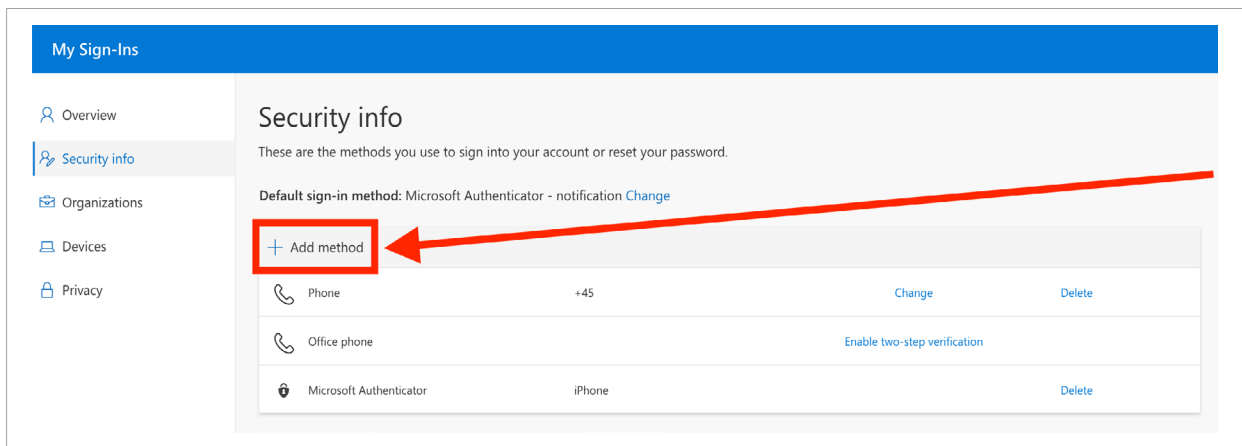 My Sign-Ins
Overview
Security info
Organizations
Devices
Privacy
Security info
These are the methods you use to sign into your account or reset your password.
Default sign-in method: Microsoft Authenticator - notification Change
+ Add method
Phone +45 Change Delete
Office phone Enable two-step verification
Microsoft Authenticator iPhone Delete